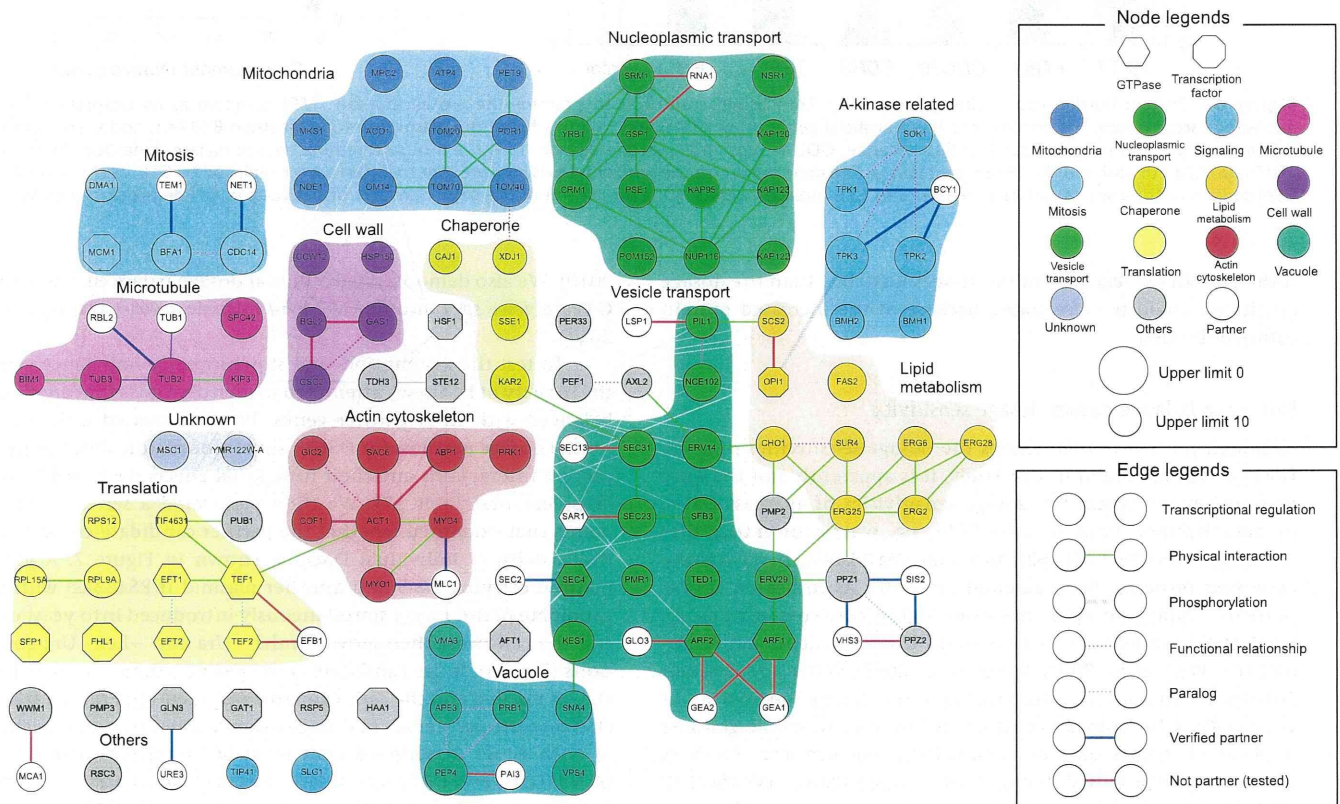 Nucleoplasmic transport
Mitochondria
MPC2
ATP4
PET9
SRM1
RNA1
NSR1
A-kinase related
MKS1
ACO1
TOM20
POR1
YRB1
GSP1
KAP120
SOK1
Mitosis
DMA1
TEM1
NET1
NDE1
OM14
TOM70
TOM40
CRM1
PSE1
KAP95
KAP123
TPK1
BCY1
MCM1
BFA1
CDC14
Cell wall
Chaperone
CCW12
HSP150
CAJ1
XDJ1
POM152
NUP116
KAP122
TPK3
TPK2
Microtubule
Vesicle transport
RBL2
TUB1
SPC42
BGL2
GAS1
HSF1
SSE1
PER33
LSP1
PIL1
SCS2
BMH2
BMH1
BIM1
TUB3
TUB2
KIP3
GSC2
TDH3
STE12
KAR2
PEF1
AXL2
NCE102
OPI1
FAS2
Lipid
metabolism
Unknown
Actin cytoskeleton
MSC1
YMR122W-A
GIC2
SAC6
ABP1
PRK1
SEC13
SEC31
ERV14
CHO1
SUR4
ERG6
ERG28
Translation
RPS12
TIF4631
PUB1
COF1
ACT1
MYO4
SAR1
SEC23
SFB3
PMP2
ERG25
ERG2
RPL15A
RPL9A
EFT1
TEF1
MYO1
MLC1
SEC2
SEC4
PMR1
TED1
ERV29
PPZ1
SIS2
SFP1
FHL1
EFT2
TEF2
EFB1
VMA3
AFT1
KES1
GLO3
ARF2
ARF1
VHS3
PPZ2
Vacuole
WWM1
PMP3
GLN3
GAT1
RSP5
HAA1
APE3
PRB1
SNA4
GEA2
GEA1
Others
MCA1
RSC3
URE3
TIP41
SLC1
PEP4
PAI3
VPS4
Node legends
GTPase
Transcription
factor
Mitochondria
Nucleoplasmic
transport
Signaling
Microtubule
Mitosis
Chaperone
Lipid
metabolism
Cell wall
Vesicle
transport
Translation
Actin
cytoskeleton
Vacuole
Unknown
Others
Partner
Upper limit 0
Upper limit 10
Edge legends
Transcriptional regulation
Physical interaction
Phosphorylation
Functional relationship
Paralog
Verified partner
Not partner (tested)